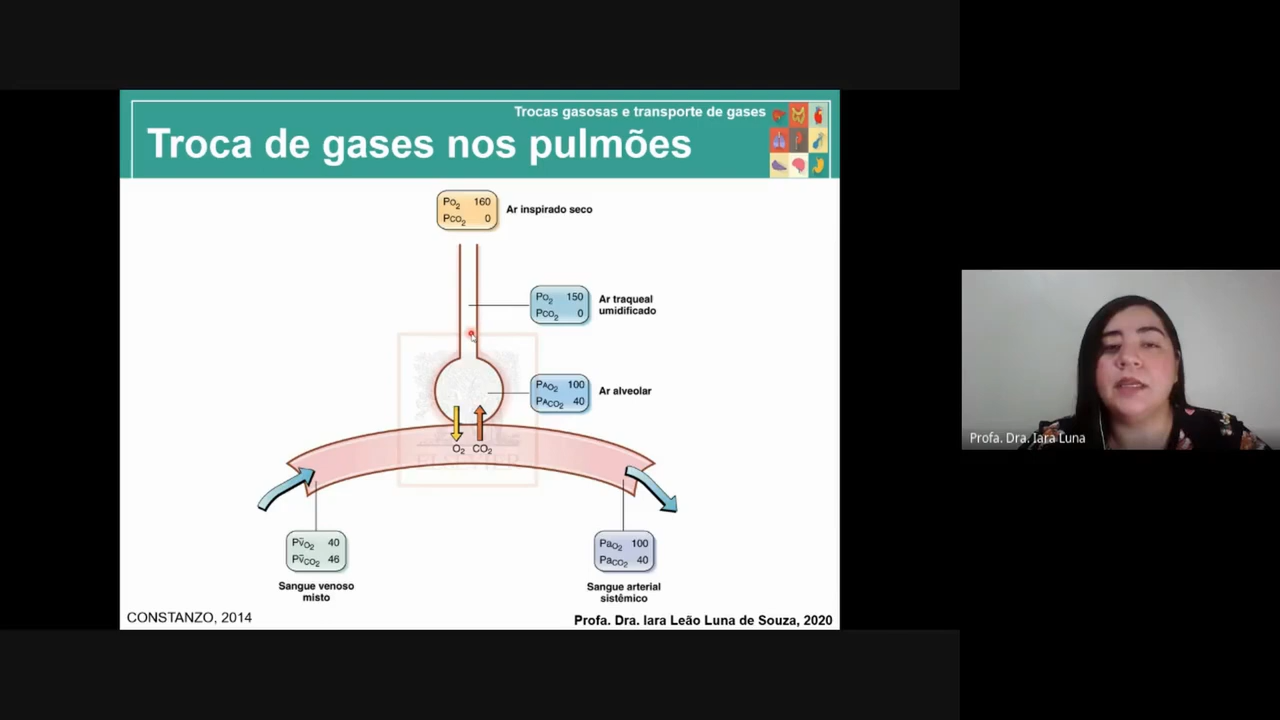 Trocas gasosas e transporte de gases
Troca de gases nos pulmões
PO2 160
PCO2 0
Ar inspirado seco
PO2 150
PCO2 0
Ar traqueal
umidificado
PAO2 100
PACO2 40
Ar alveolar
O2 CO2
ELSEVIER
Pv̄O2 40
Pv̄CO2 46
Sangue venoso
misto
PaO2 100
PaCO2 40
Sangue arterial
sistêmico
CONSTANZO, 2014
Profa. Dra. Iara Leão Luna de Souza, 2020
Profa. Dra. Iara Luna